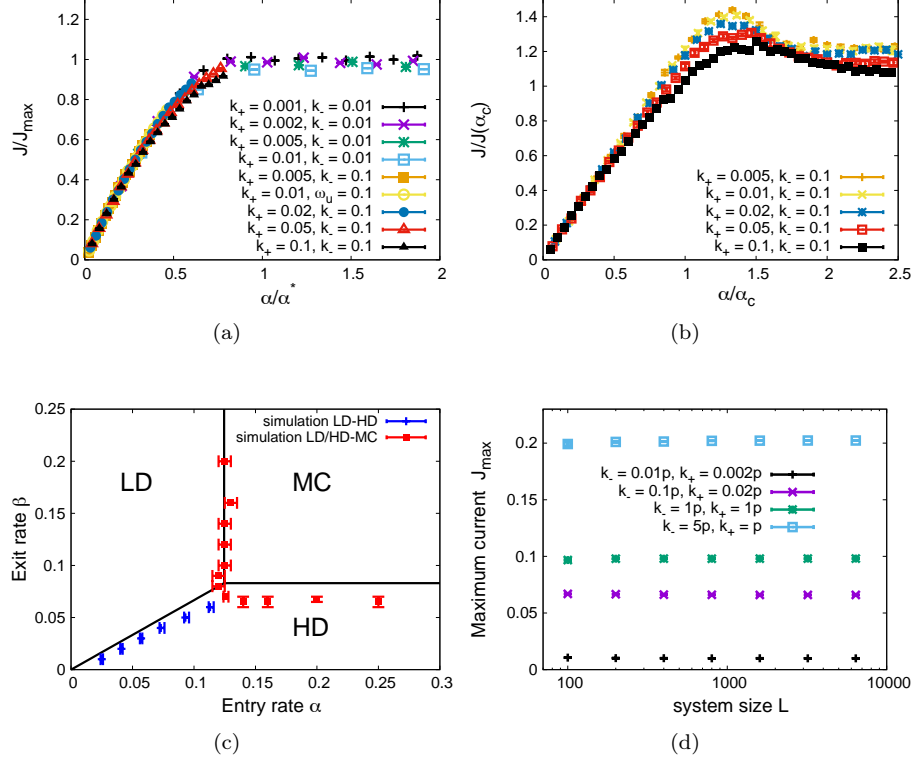 J/J_max
1.2
1
0.8
0.6
0.4
0.2
0
k₊ = 0.001, k₋ = 0.01
k₊ = 0.002, k₋ = 0.01
k₊ = 0.005, k₋ = 0.01
k₊ = 0.01, k₋ = 0.01
k₊ = 0.005, k₋ = 0.1
k₊ = 0.01, ω_u = 0.1
k₊ = 0.02, k₋ = 0.1
k₊ = 0.05, k₋ = 0.1
k₊ = 0.1, k₋ = 0.1
0 0.5 1 1.5 2
α/α*
(a)
J/J(α_c)
1.4
1.2
1
0.8
0.6
0.4
0.2
0
k₊ = 0.005, k₋ = 0.1
k₊ = 0.01, k₋ = 0.1
k₊ = 0.02, k₋ = 0.1
k₊ = 0.05, k₋ = 0.1
k₊ = 0.1, k₋ = 0.1
0 0.5 1.0 1.5 2.0 2.5
α/α_c
(b)
Exit rate β
0.25
0.2
0.15
0.1
0.05
0
simulation LD-HD
simulation LD/HD-MC
LD
MC
HD
0 0.05 0.1 0.15 0.2 0.25 0.3
Entry rate α
(c)
Maximum current J_max
0.2
0.15
0.1
0.05
0
k₋ = 0.01p, k₊ = 0.002p
k₋ = 0.1p, k₊ = 0.02p
k₋ = 1p, k₊ = 1p
k₋ = 5p, k₊ = p
100 1000 10000
system size L
(d)